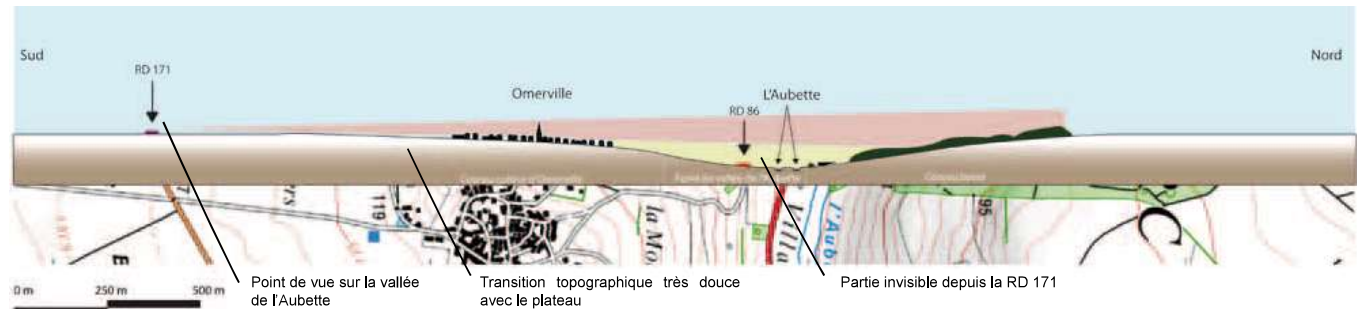 Sud
Nord
RD 171
Omerville
L'Aubette
RD 86
119
95
la Mo
Villa
l'Aub
C
E
0 m 250 m 500 m
Point de vue sur la vallée
de l'Aubette
Transition topographique très douce
avec le plateau
Partie invisible depuis la RD 171